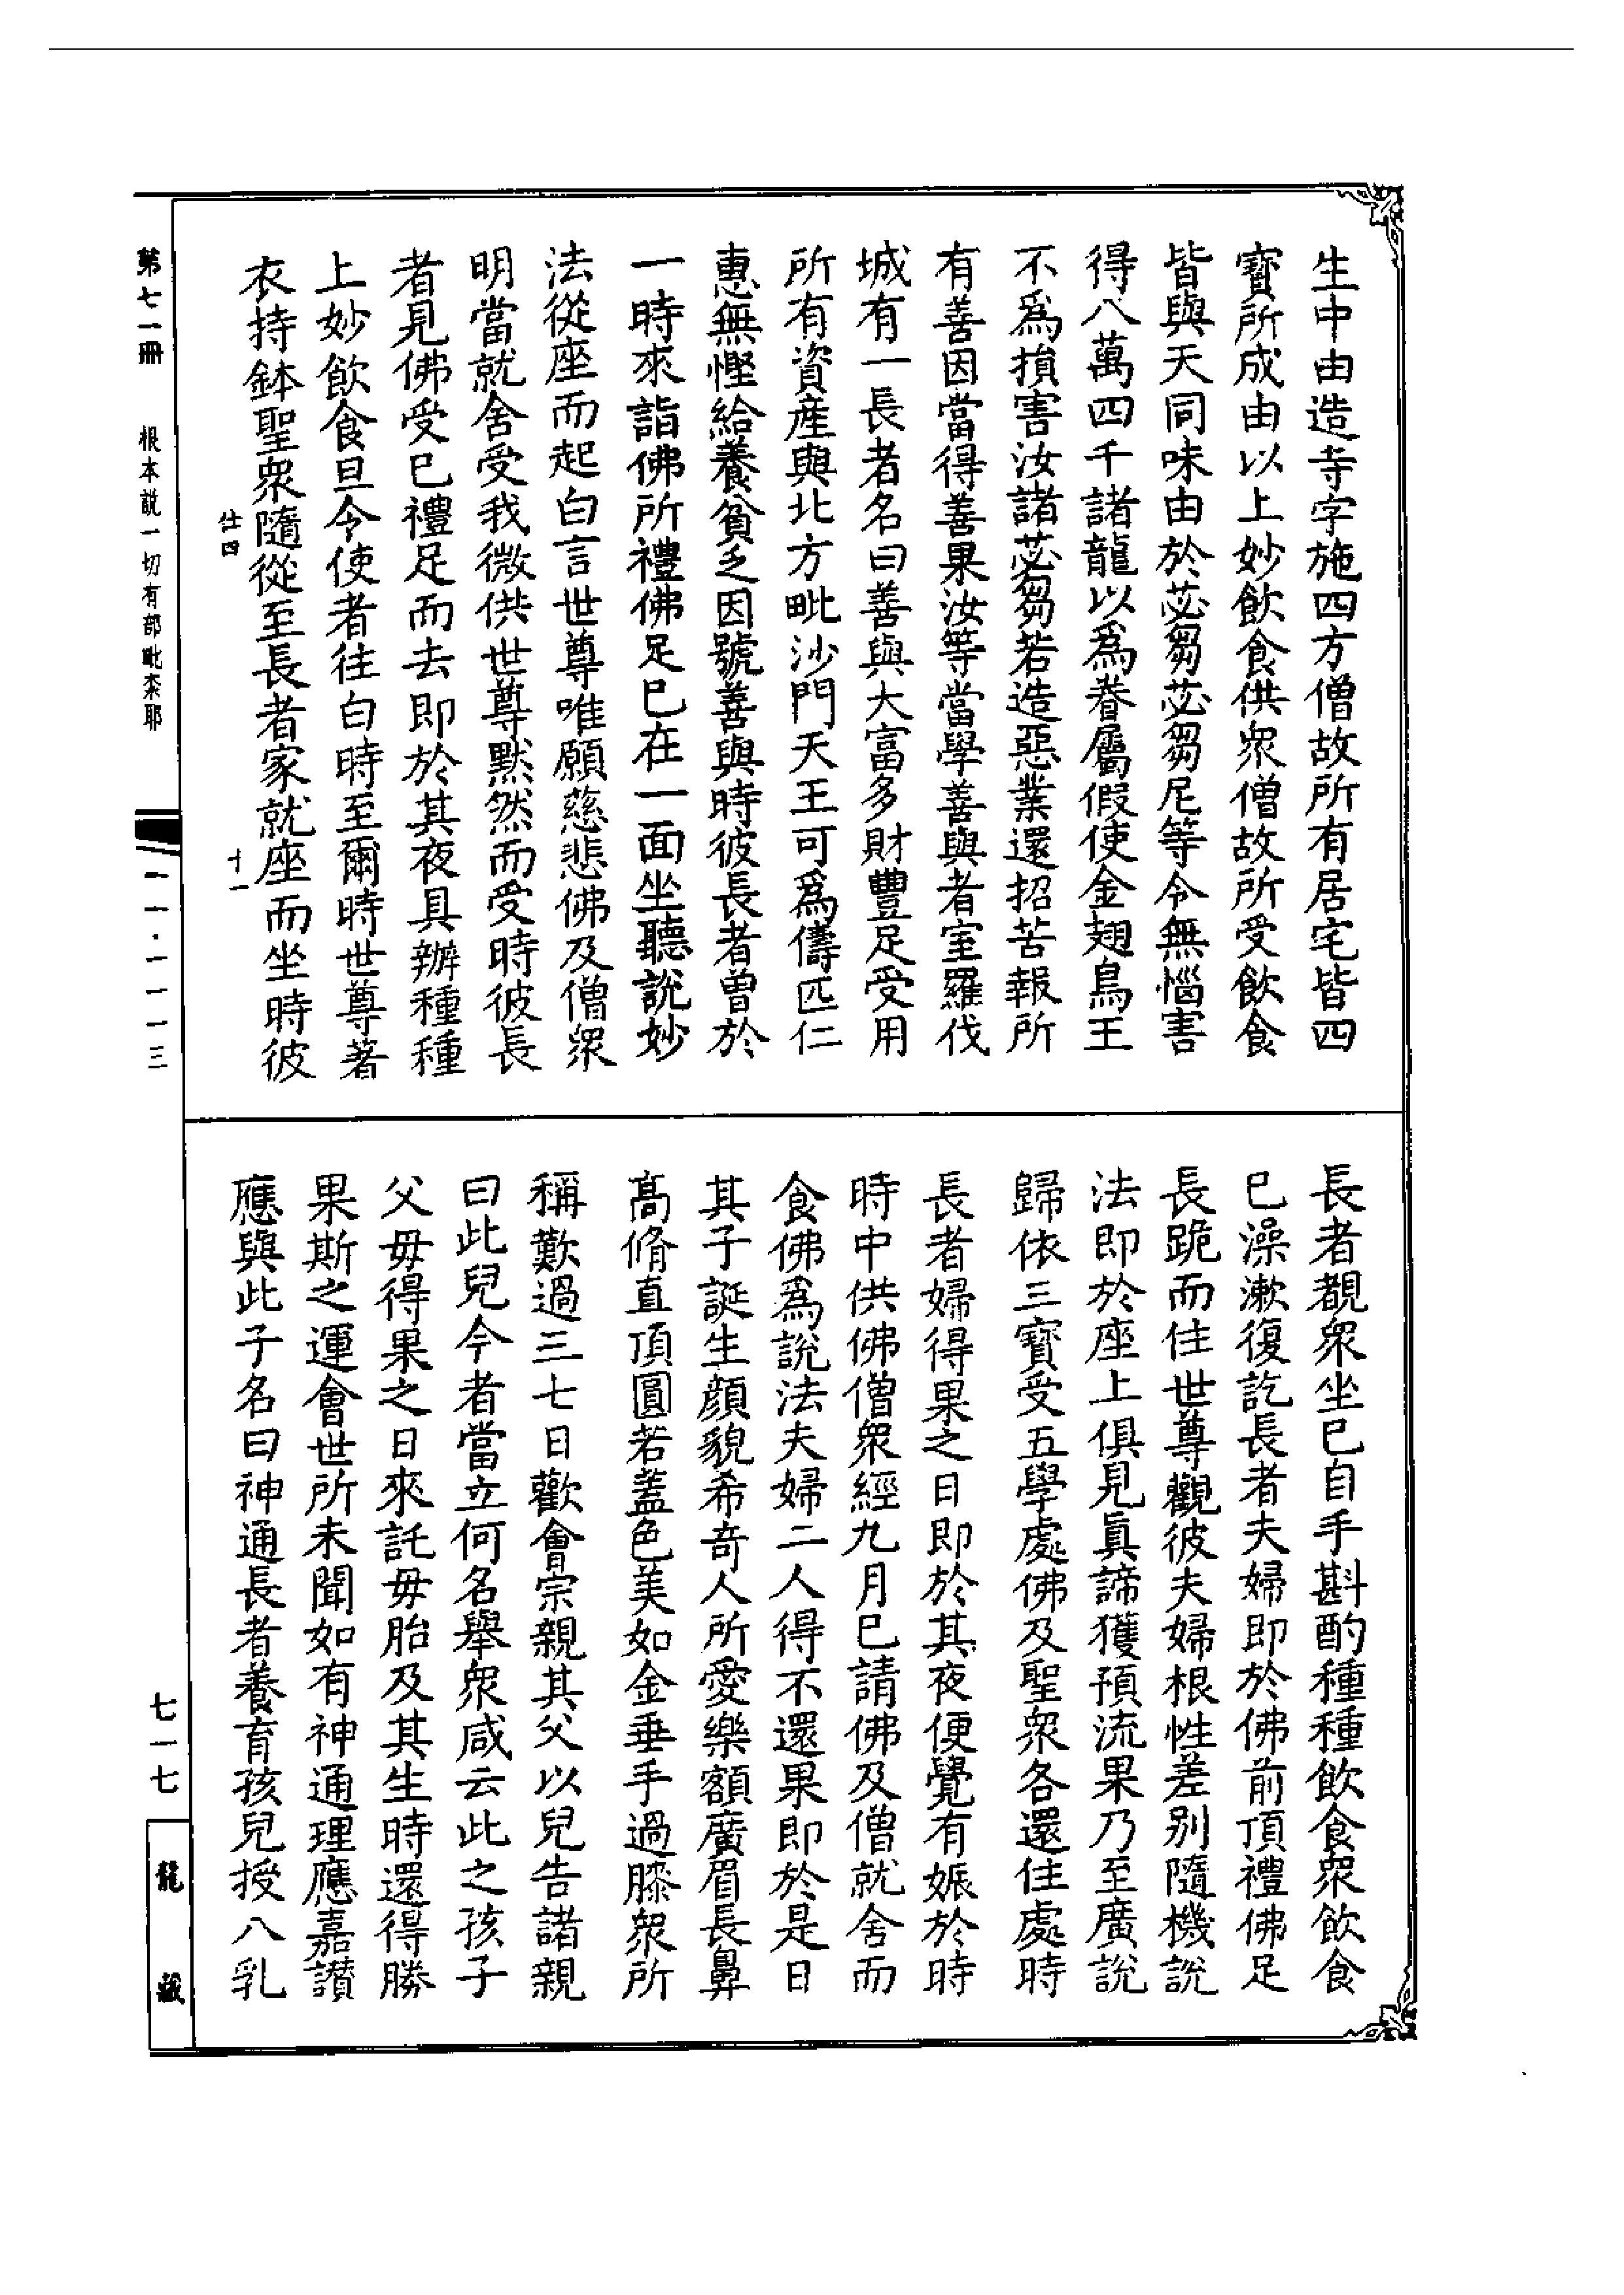 生中由造寺字施四方僧故所有居宅皆四
寶所成由以上妙飲食供衆僧故所受飲食
皆與天同味由於苾芻苾芻尼等令無惱害
得八萬四千諸龍以爲眷屬假使金翅鳥王
不爲損害汝諸苾芻若造惡業還招苦報所
有善因當得善果汝等當學善與者室羅伐
城有一長者名曰善與大富多財豐足受用
所有資産與北方毗沙門天王可爲儔匹仁
惠無慳給養貧乏因號善與時彼長者曾於
一時來詣佛所禮佛足已在一面坐聽説妙
法從座而起白言世尊唯願慈悲佛及僧衆
明當就舍受我微供世尊默然而受時彼長
者見佛受已禮足而去即於其夜具辦種種
上妙飲食旦令使者往白時至爾時世尊著
衣持鉢聖衆隨從至長者家就座而坐時彼
仕四
十一
長者覩衆坐已自手斟酌種種飲食衆飲食
已澡漱復訖長者夫婦即於佛前頂禮佛足
長跪而住世尊觀彼夫婦根性差别隨機説
法即於座上俱見眞諦獲預流果乃至廣説
歸依三寶受五學處佛及聖衆各還住處時
長者婦得果之日即於其夜便覺有娠於時
時中供佛僧衆經九月已請佛及僧就舍而
食佛爲説法夫婦二人得不還果即於是日
其子誕生顔貌希奇人所愛樂額廣眉長鼻
高脩直頂圓若蓋色美如金垂手過膝衆所
稱歎過三七日歡會宗親其父以兒告諸親
曰此兒今者當立何名舉衆咸云此之孩子
父母得果之日來託母胎及其生時還得勝
果斯之運會世所未聞如有神通理應嘉讃
應與此子名曰神通長者養育孩兒授八乳
第七一冊
根本説一切有部毗柰耶
一一·一一一三
七一七
龍藏